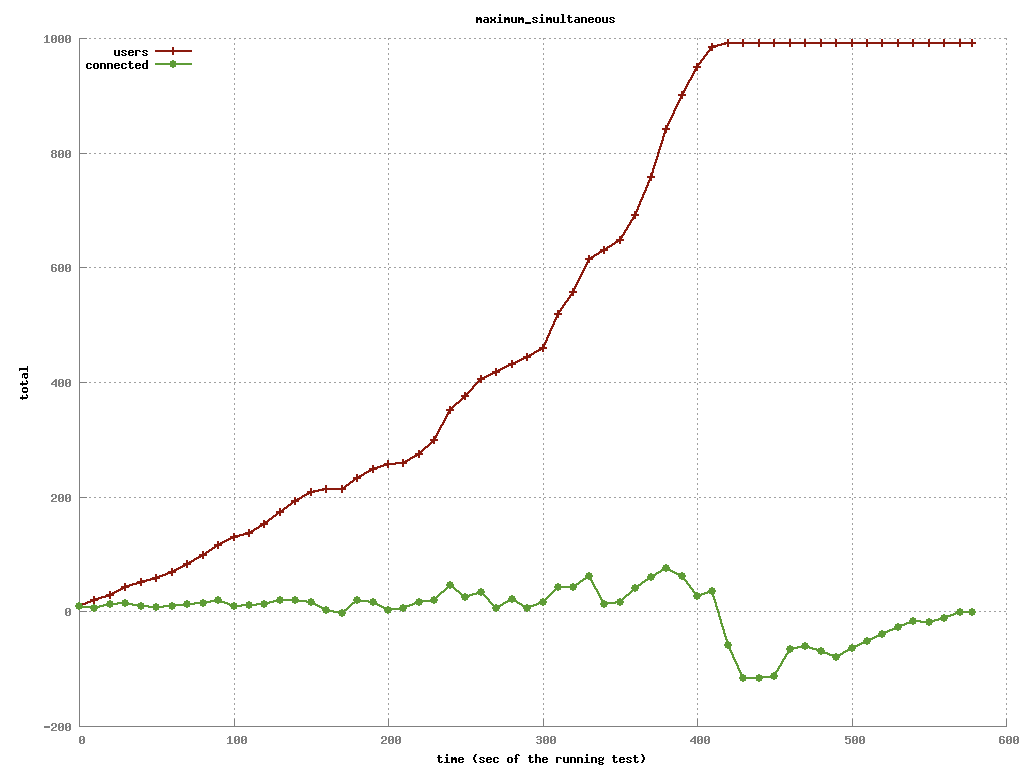 maximum_simultaneous
users
connected
1000
800
600
400
200
0
-200
total
0 100 200 300 400 500 600
time (sec of the running test)